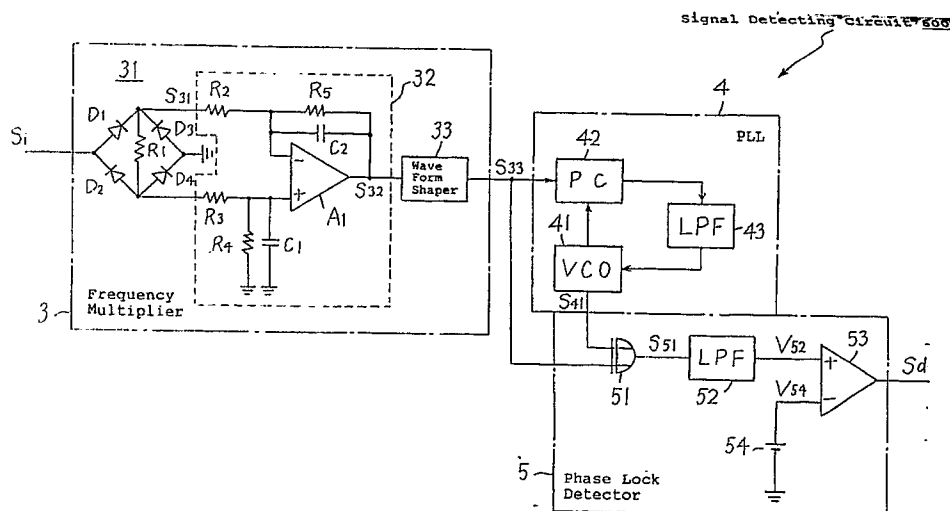 Signal Detecting Circuit 500
31
32
4
S31
R2
R5
D1
D3
R1
C2
33
Wave
Form
Shaper
S33
42
PLL
PC
Si
D2
D4
R3
A1
S32
41
LPF
43
R4
C1
VCO
3
Frequency
Multiplier
S41
51
S51
LPF
52
V52
53
Sd
V54
54
5
Phase Lock
Detector
+
−
+
−